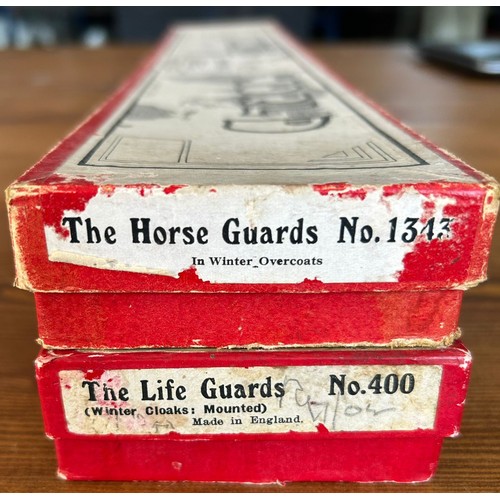 The Horse Guards No. 1343
In Winter Overcoats
The Life Guards No. 400
(Winter Cloaks: Mounted)
Made in England.